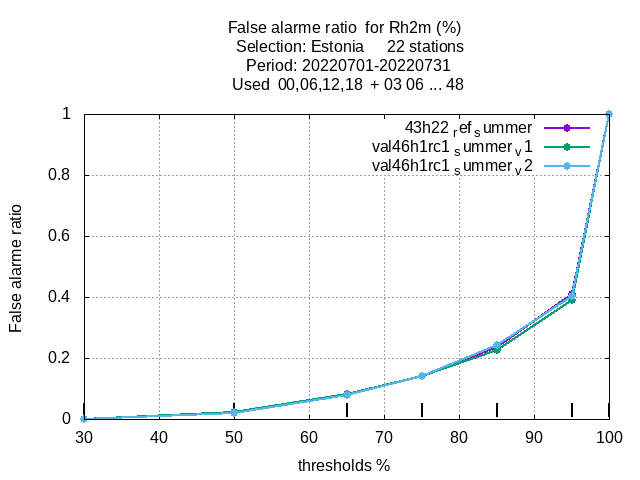 False alarme ratio  for Rh2m (%)
Selection: Estonia     22 stations
Period: 20220701-20220731
Used  00,06,12,18  + 03 06 ... 48
43h22 ref summer
val46h1rc1 summer v1
val46h1rc1 summer v2
1
0.8
0.6
0.4
0.2
0
False alarme ratio
30 40 50 60 70 80 90 100
thresholds %